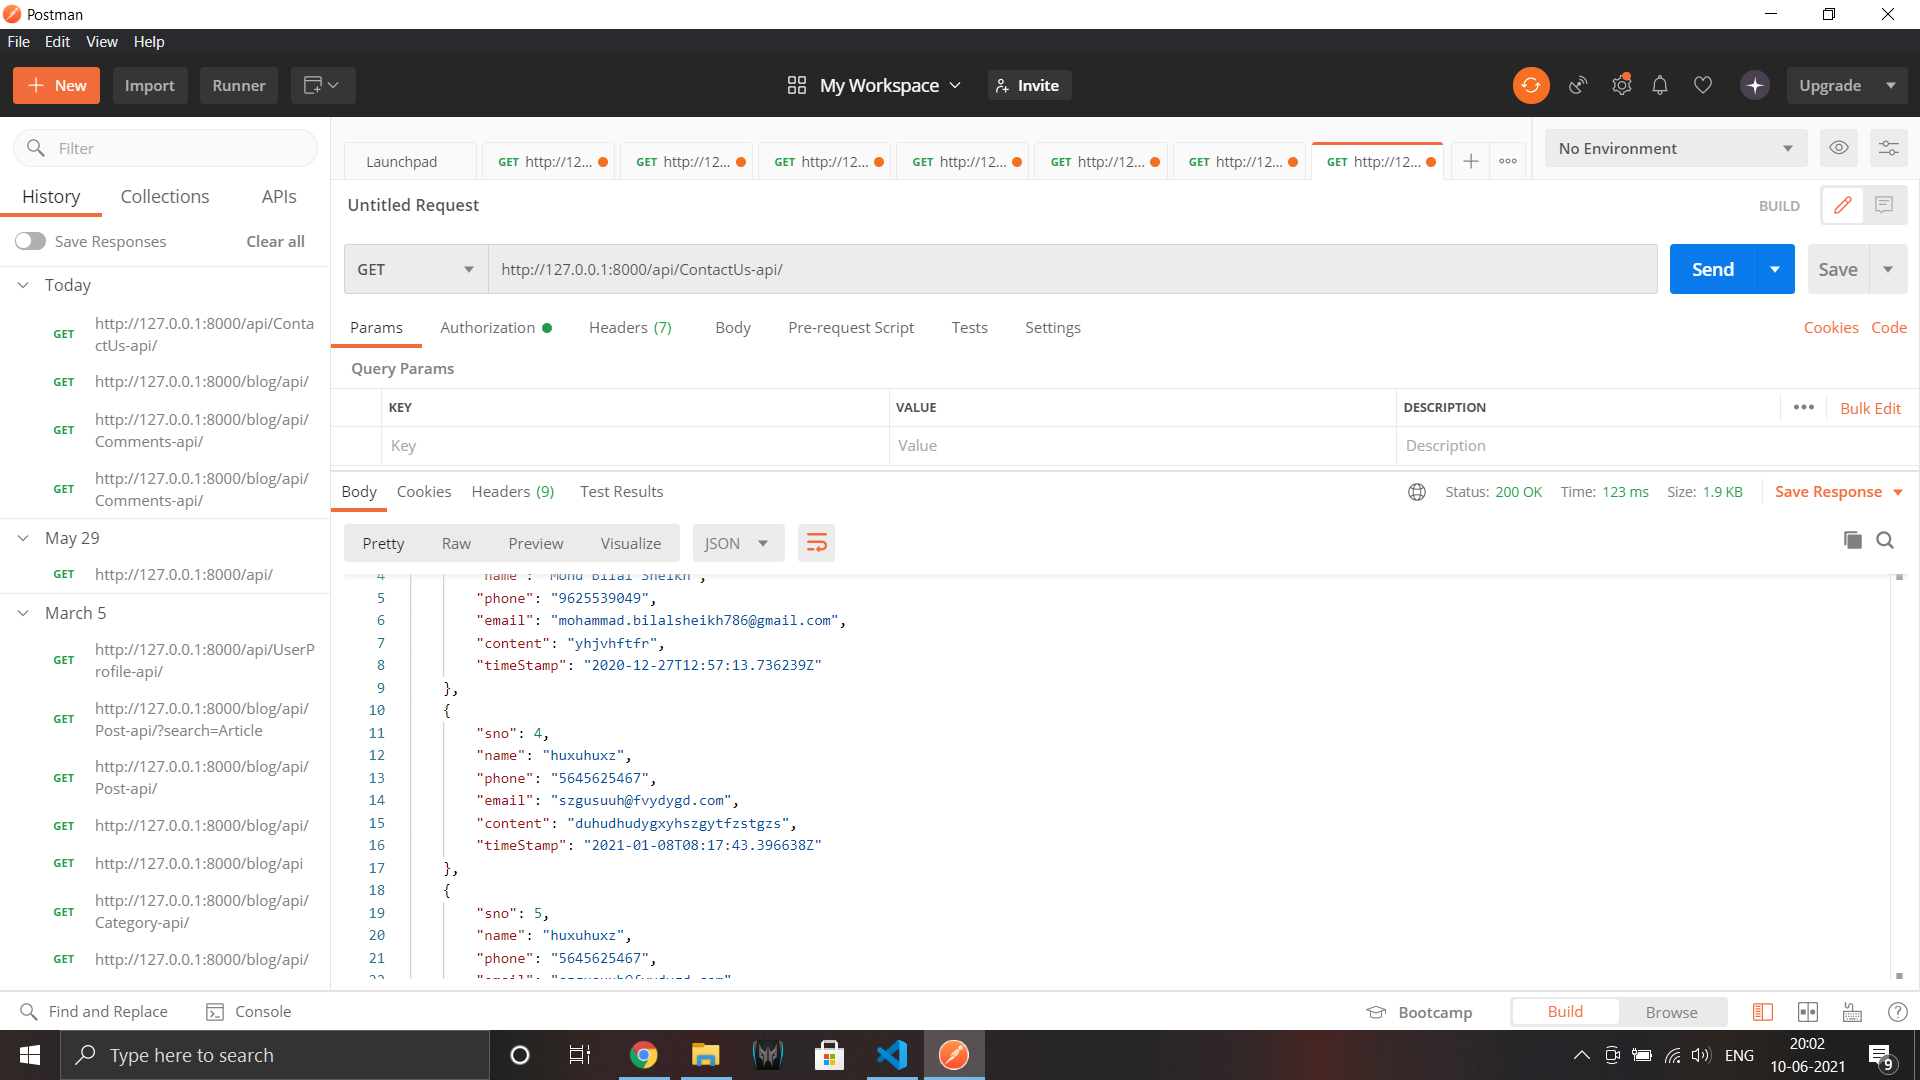 Postman
File Edit View Help
New Import Runner My Workspace Invite Upgrade
Filter
History Collections APIs
Save Responses Clear all
Today
GET http://127.0.0.1:8000/api/Conta
ctUs-api/
GET http://127.0.0.1:8000/blog/api/
GET http://127.0.0.1:8000/blog/api/
Comments-api/
GET http://127.0.0.1:8000/blog/api/
Comments-api/
May 29
GET http://127.0.0.1:8000/api/
March 5
GET http://127.0.0.1:8000/api/UserP
rofile-api/
GET http://127.0.0.1:8000/blog/api/
Post-api/?search=Article
GET http://127.0.0.1:8000/blog/api/
Post-api/
GET http://127.0.0.1:8000/blog/api/
GET http://127.0.0.1:8000/blog/api
GET http://127.0.0.1:8000/blog/api/
Category-api/
GET http://127.0.0.1:8000/blog/api/
Launchpad GET http://12... GET http://12... GET http://12... GET http://12... GET http://12... GET http://12... GET http://12... No Environment
Untitled Request BUILD
GET http://127.0.0.1:8000/api/ContactUs-api/ Send Save
Params Authorization Headers (7) Body Pre-request Script Tests Settings Cookies Code
Query Params
KEY VALUE DESCRIPTION Bulk Edit
Key Value Description
Body Cookies Headers (9) Test Results Status: 200 OK Time: 123 ms Size: 1.9 KB Save Response
Pretty Raw Preview Visualize JSON
4 "name": "Mohd Bilal Sheikh",
5 "phone": "9625539049",
6 "email": "mohammad.bilalsheikh786@gmail.com",
7 "content": "yhjvhftfr",
8 "timeStamp": "2020-12-27T12:57:13.736239Z"
9 },
10 {
11 "sno": 4,
12 "name": "huxuhuxz",
13 "phone": "5645625467",
14 "email": "szgusuuh@fvydygd.com",
15 "content": "duhudhudygxyhszgytfzstgzs",
16 "timeStamp": "2021-01-08T08:17:43.396638Z"
17 },
18 {
19 "sno": 5,
20 "name": "huxuhuxz",
21 "phone": "5645625467",
22 "email": "szgusuuh@fvydygd.com"
Find and Replace Console Bootcamp Build Browse
Type here to search ENG 20:02
10-06-2021 9